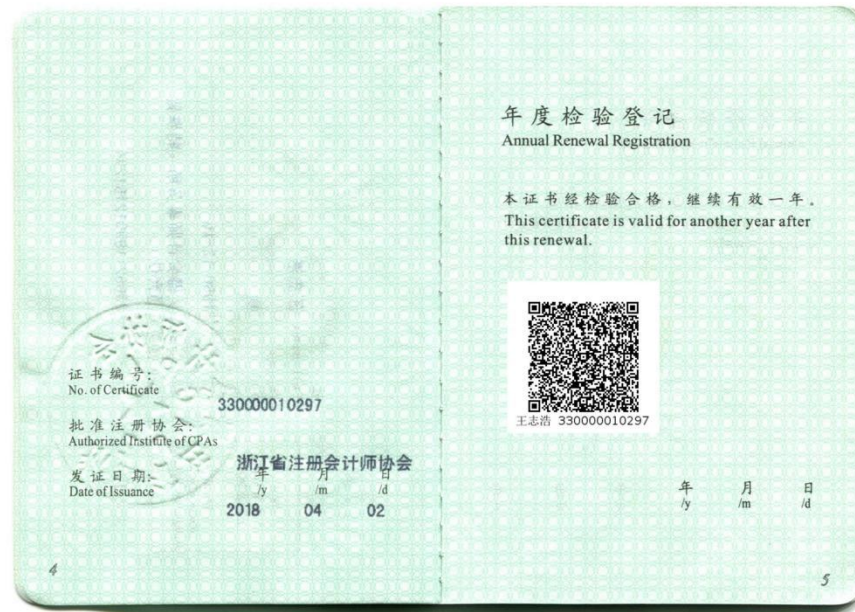 证书编号:
No. of Certificate
330000010297
批准注册协会:
Authorized Institute of CPAs
浙江省注册会计师协会
发证日期:
Date of Issuance
年 月 日
/y /m /d
2018 04 02
4
年度检验登记
Annual Renewal Registration
本证书经检验合格，继续有效一年。
This certificate is valid for another year after
this renewal.
王志浩 330000010297
年 月 日
/y /m /d
5